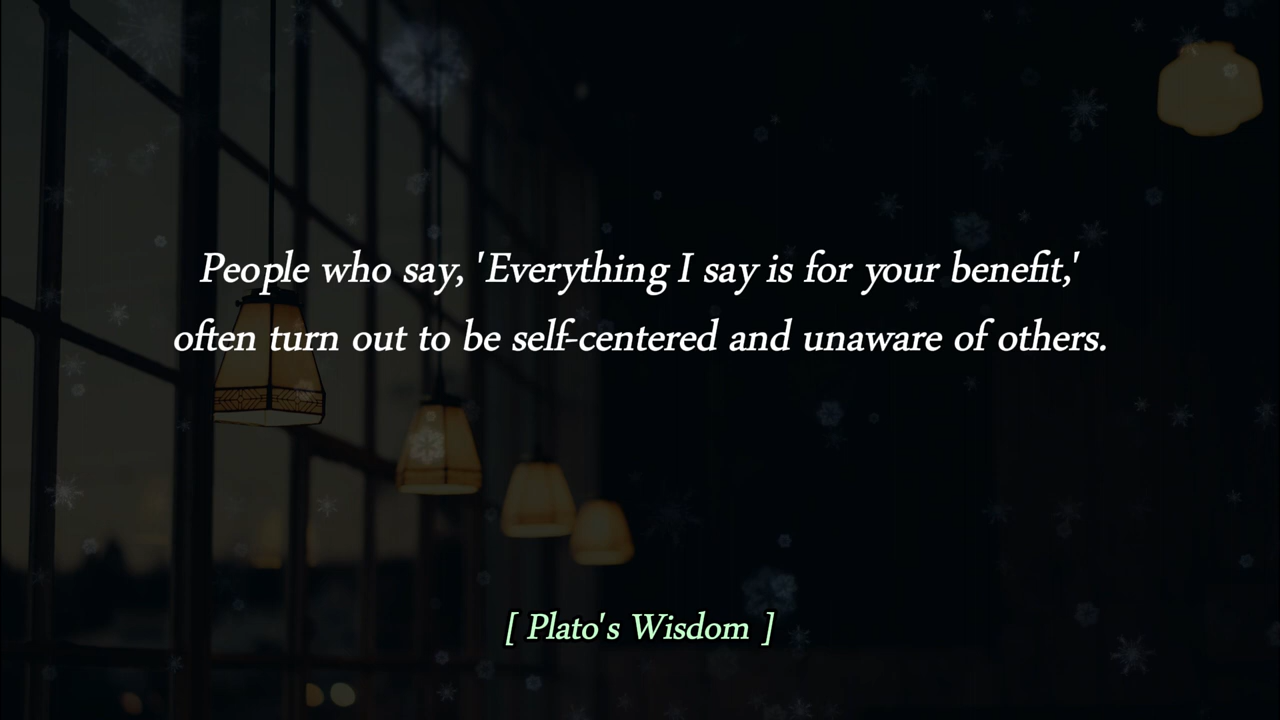 People who say, 'Everything I say is for your benefit,'
often turn out to be self-centered and unaware of others.
[ Plato's Wisdom ]